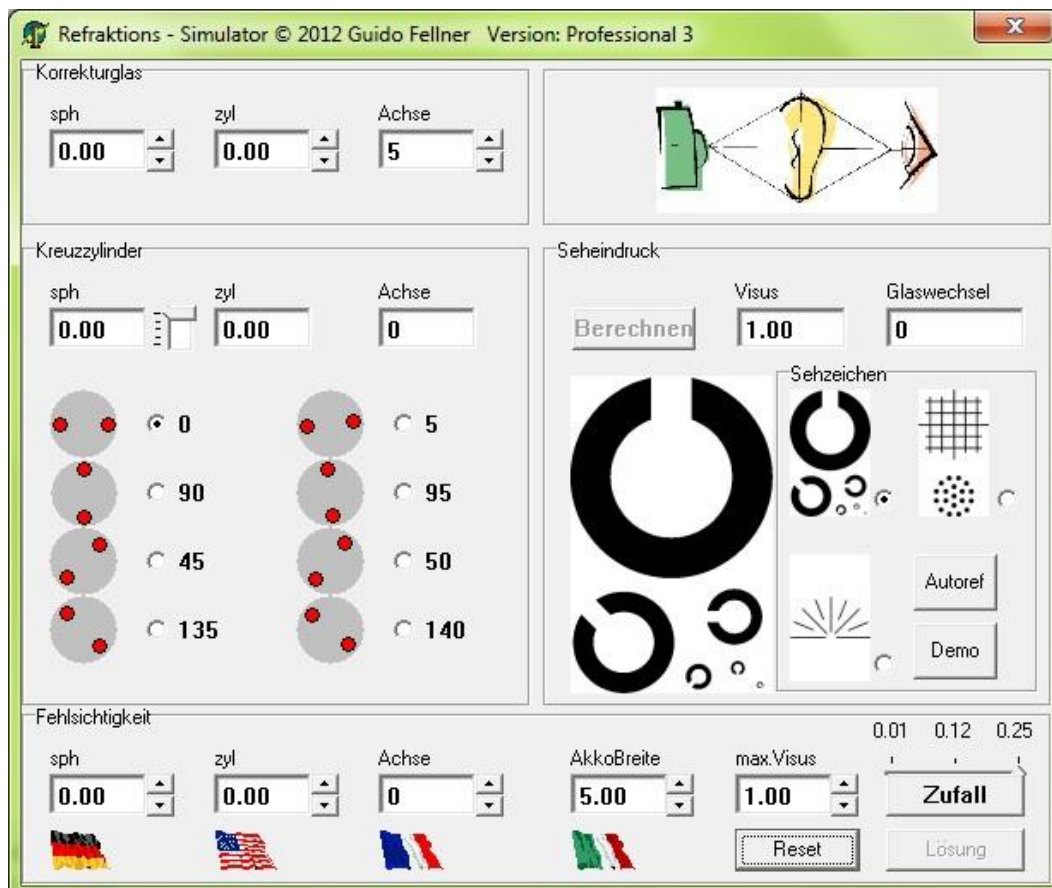 Refraktions - Simulator © 2012 Guido Fellner Version: Professional 3
Korrekturglas
sph zyl Achse
0.00 0.00 5
Kreuzzylinder
sph zyl Achse
0.00 0.00 0
0 5
90 95
45 50
135 140
Seheindruck
Visus Glaswechsel
Berechnen 1.00 0
Sehzeichen
Autoref
Demo
Fehlsichtigkeit
0.01 0.12 0.25
sph zyl Achse AkkoBreite max.Visus
0.00 0.00 0 5.00 1.00 Zufall
Reset Lösung